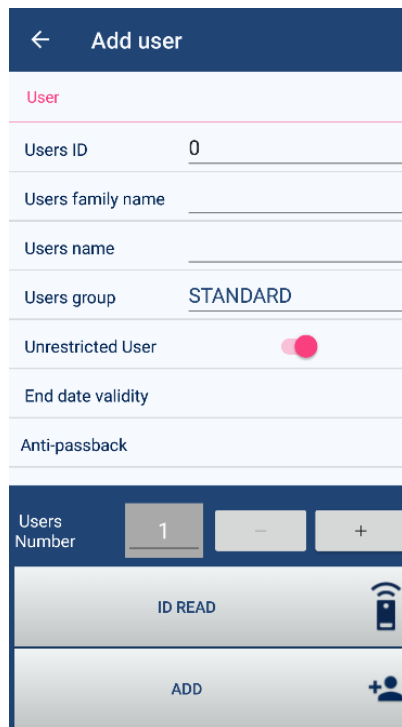 Add user
User
Users ID 0
Users family name
Users name
Users group STANDARD
Unrestricted User
End date validity
Anti-passback
Users
Number 1 − +
ID READ
ADD